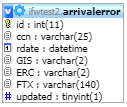 ifwtest2 arrivalerror
id : int(11)
ccn : varchar(25)
rdate : datetime
GIS : varchar(2)
ERC : varchar(2)
FTX : varchar(140)
# updated : tinyint(1)